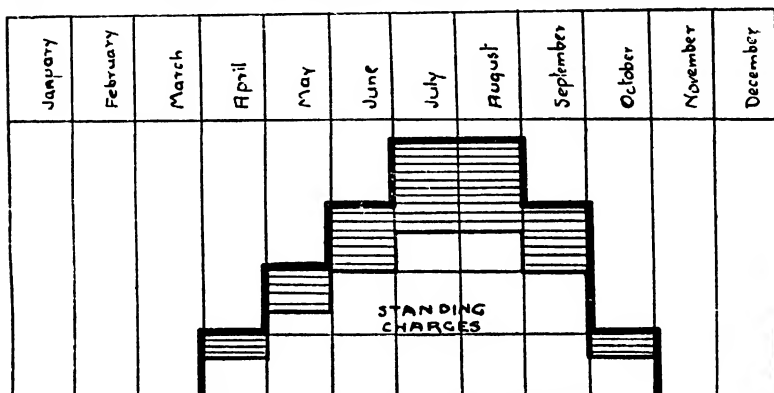 January
February
March
April
May
June
July
August
September
October
November
December
STANDING
CHARGES